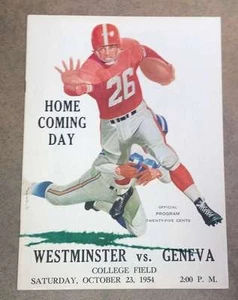 26
HOME
COMING
DAY
OFFICIAL
PROGRAM
TWENTY-FIVE CENTS
WESTMINSTER vs. GENEVA
COLLEGE FIELD
SATURDAY, OCTOBER 23, 1954 2:00 P. M.